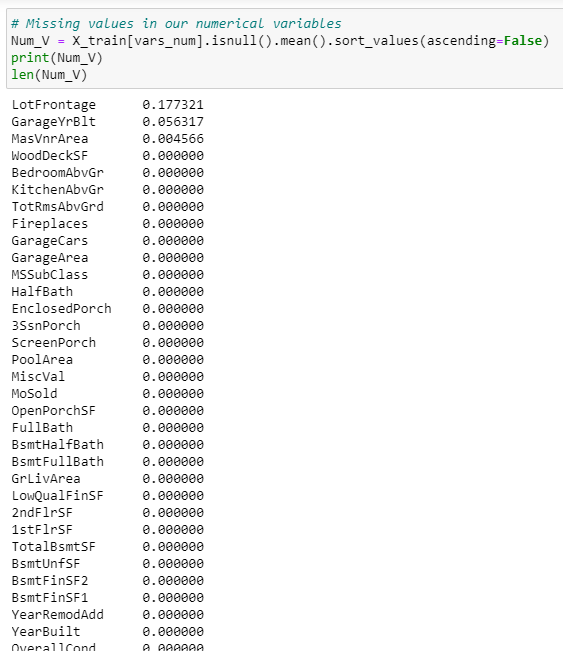 # Missing values in our numerical variables
Num_V = X_train[vars_num].isnull().mean().sort_values(ascending=False)
print(Num_V)
len(Num_V)
LotFrontage 0.177321
GarageYrBlt 0.056317
MasVnrArea 0.004566
WoodDeckSF 0.000000
BedroomAbvGr 0.000000
KitchenAbvGr 0.000000
TotRmsAbvGrd 0.000000
Fireplaces 0.000000
GarageCars 0.000000
GarageArea 0.000000
MSSubClass 0.000000
HalfBath 0.000000
EnclosedPorch 0.000000
3SsnPorch 0.000000
ScreenPorch 0.000000
PoolArea 0.000000
MiscVal 0.000000
MoSold 0.000000
OpenPorchSF 0.000000
FullBath 0.000000
BsmtHalfBath 0.000000
BsmtFullBath 0.000000
GrLivArea 0.000000
LowQualFinSF 0.000000
2ndFlrSF 0.000000
1stFlrSF 0.000000
TotalBsmtSF 0.000000
BsmtUnfSF 0.000000
BsmtFinSF2 0.000000
BsmtFinSF1 0.000000
YearRemodAdd 0.000000
YearBuilt 0.000000
OverallCond 0.000000